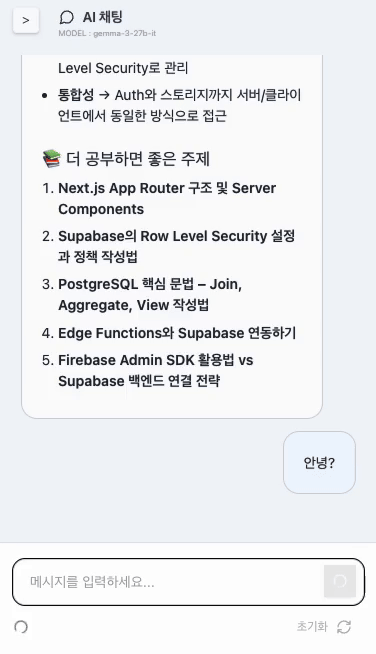 >
AI 채팅
MODEL : gemma-3-27b-it
Level Security로 관리
• 통합성 → Auth와 스토리지까지 서버/클라이
언트에서 동일한 방식으로 접근
📚 더 공부하면 좋은 주제
1. Next.js App Router 구조 및 Server
Components
2. Supabase의 Row Level Security 설정
과 정책 작성법
3. PostgreSQL 핵심 문법 – Join,
Aggregate, View 작성법
4. Edge Functions와 Supabase 연동하기
5. Firebase Admin SDK 활용법 vs
Supabase 백엔드 연결 전략
안녕?
메시지를 입력하세요...
초기화